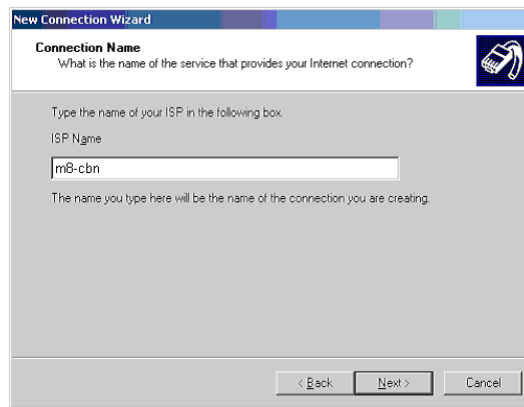 New Connection Wizard
Connection Name
What is the name of the service that provides your Internet connection?
Type the name of your ISP in the following box.
ISP Name
m8-cbn
The name you type here will be the name of the connection you are creating.
< Back Next > Cancel